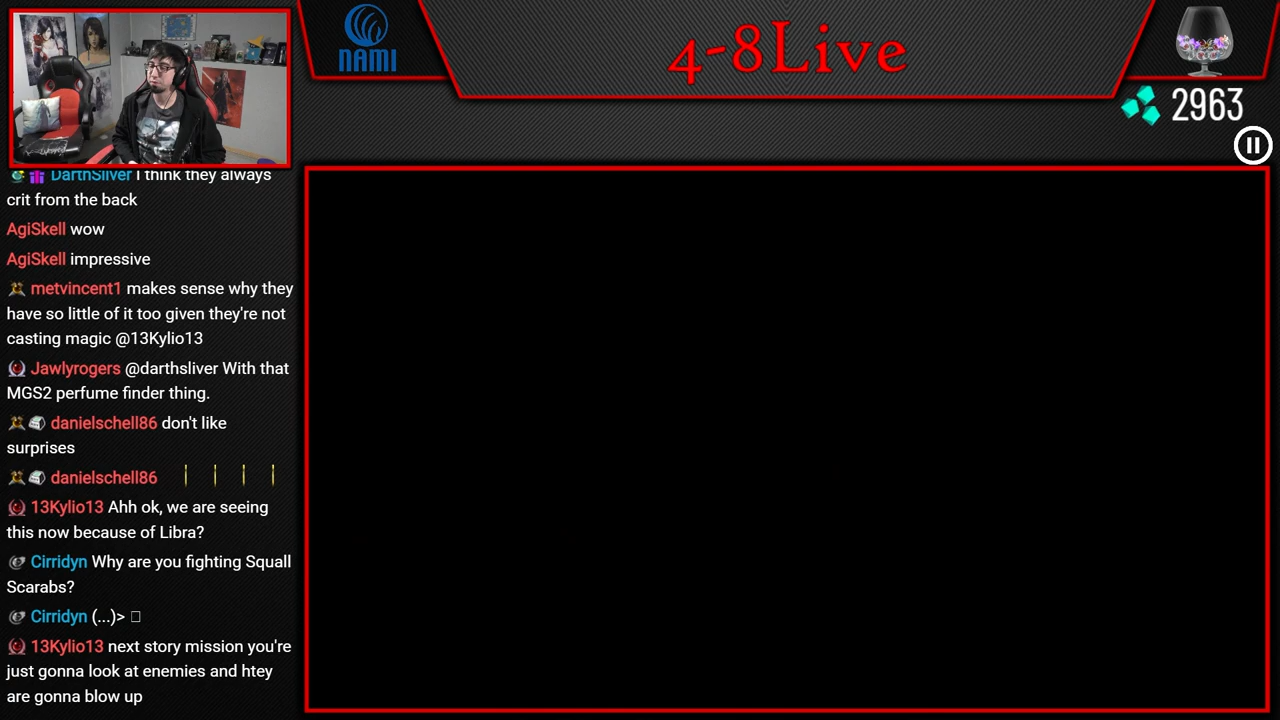 NAMI
4-8Live
2963
DarthSliver I think they always
crit from the back
AgiSkell wow
AgiSkell impressive
metvincent1 makes sense why they
have so little of it too given they're not
casting magic @13Kylio13
Jawlyrogers @darthsliver With that
MGS2 perfume finder thing.
danielschell86 don't like
surprises
danielschell86
13Kylio13 Ahh ok, we are seeing
this now because of Libra?
Cirridyn Why are you fighting Squall
Scarabs?
Cirridyn (...)>
13Kylio13 next story mission you're
just gonna look at enemies and htey
are gonna blow up